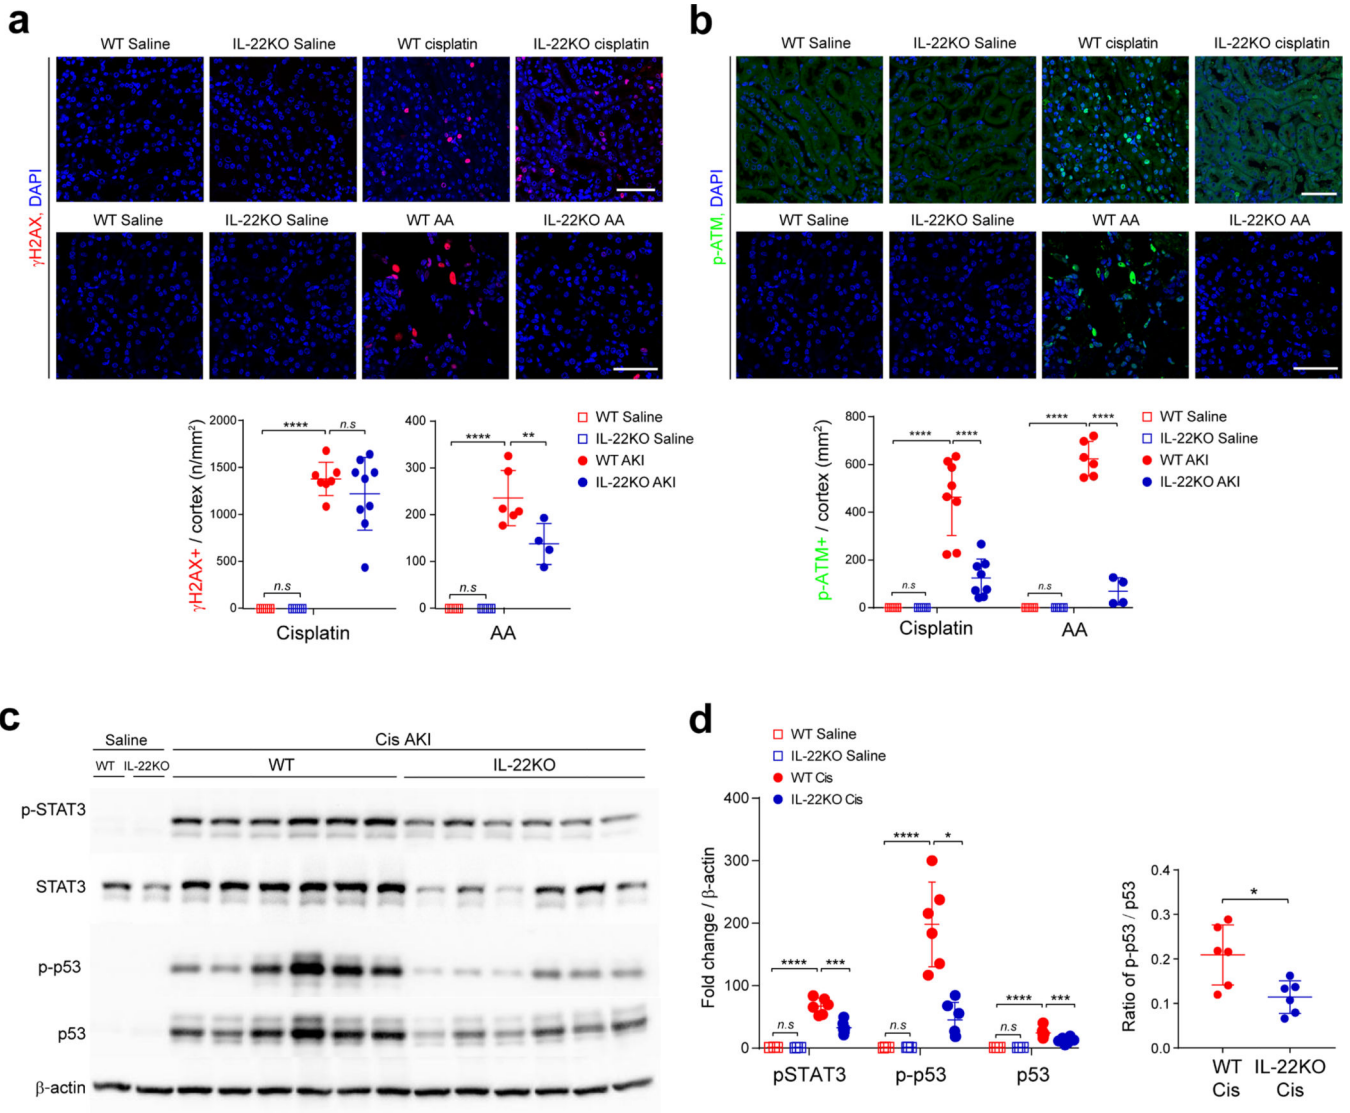 a
WT Saline IL-22KO Saline WT cisplatin IL-22KO cisplatin
γH2AX, DAPI
WT Saline IL-22KO Saline WT AA IL-22KO AA
γH2AX+ / cortex (n/mm²)
2000
1500
1000
500
0
**** n.s
n.s
Cisplatin
400
300
200
100
0
**** **
n.s
AA
WT Saline
IL-22KO Saline
WT AKI
IL-22KO AKI
b
WT Saline IL-22KO Saline WT cisplatin IL-22KO cisplatin
p-ATM, DAPI
WT Saline IL-22KO Saline WT AA IL-22KO AA
p-ATM+ / cortex (mm²)
800
600
400
200
0
**** ****
n.s
Cisplatin
**** ****
n.s
AA
WT Saline
IL-22KO Saline
WT AKI
IL-22KO AKI
c
Saline Cis AKI
WT IL-22KO WT IL-22KO
p-STAT3
STAT3
p-p53
p53
β-actin
d
WT Saline
IL-22KO Saline
WT Cis
IL-22KO Cis
Fold change / β-actin
400
300
200
100
0
**** ***
n.s
pSTAT3
**** *
n.s
p-p53
**** ***
n.s
p53
Ratio of p-p53 / p53
0.4
0.3
0.2
0.1
0.0
*
WT IL-22KO
Cis Cis